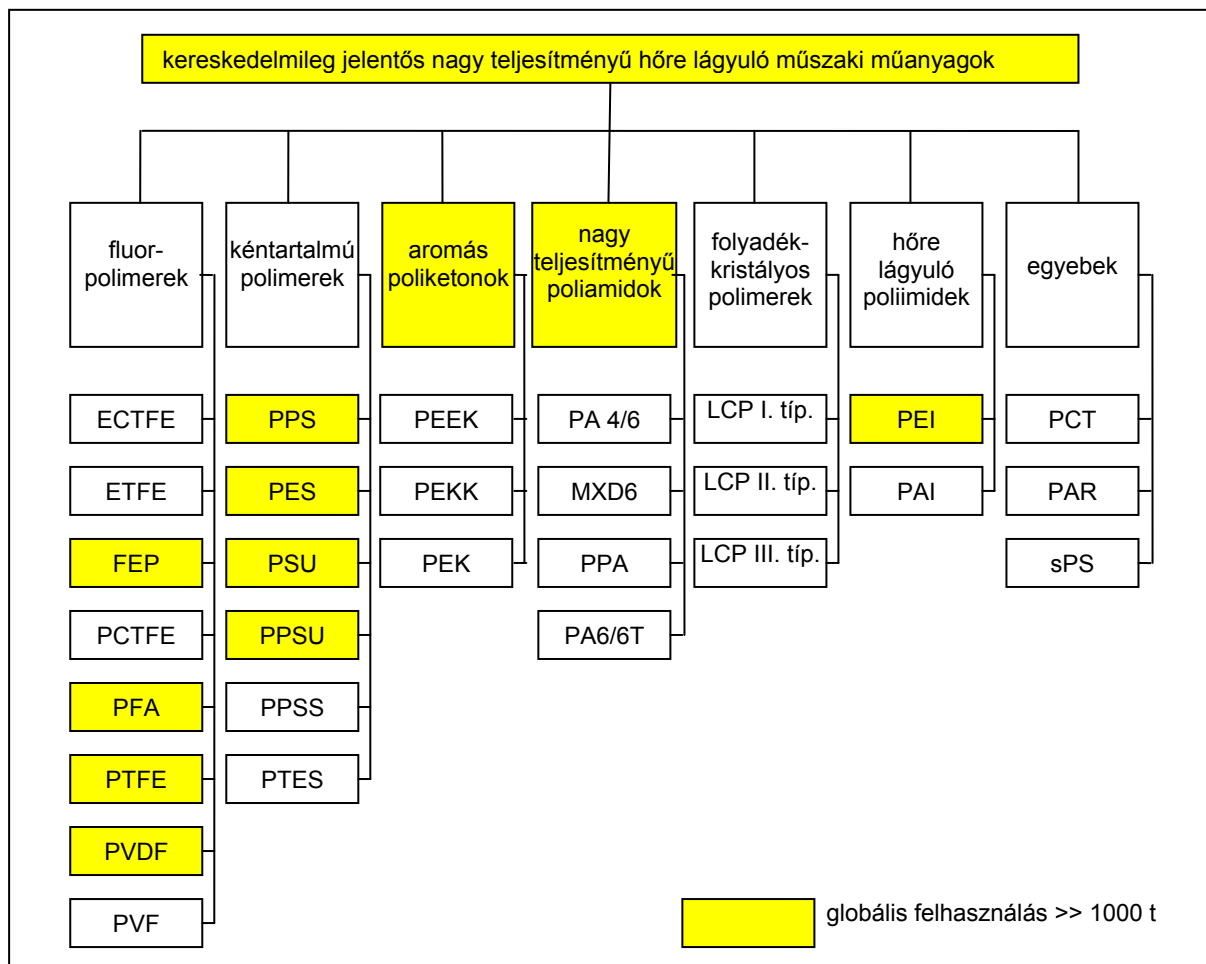 kereskedelmileg jelentős nagy teljesítményű hőre lágyuló műszaki műanyagok
fluor-
polimerek
kéntartalmú
polimerek
aromás
poliketonok
nagy
teljesítményű
poliamidok
folyadék-
kristályos
polimerek
hőre
lágyuló
poliimidek
egyebek
ECTFE
ETFE
FEP
PCTFE
PFA
PTFE
PVDF
PVF
PPS
PES
PSU
PPSU
PPSS
PTES
PEEK
PEKK
PEK
PA 4/6
MXD6
PPA
PA6/6T
LCP I. típ.
LCP II. típ.
LCP III. típ.
PEI
PAI
PCT
PAR
sPS
globális felhasználás >> 1000 t